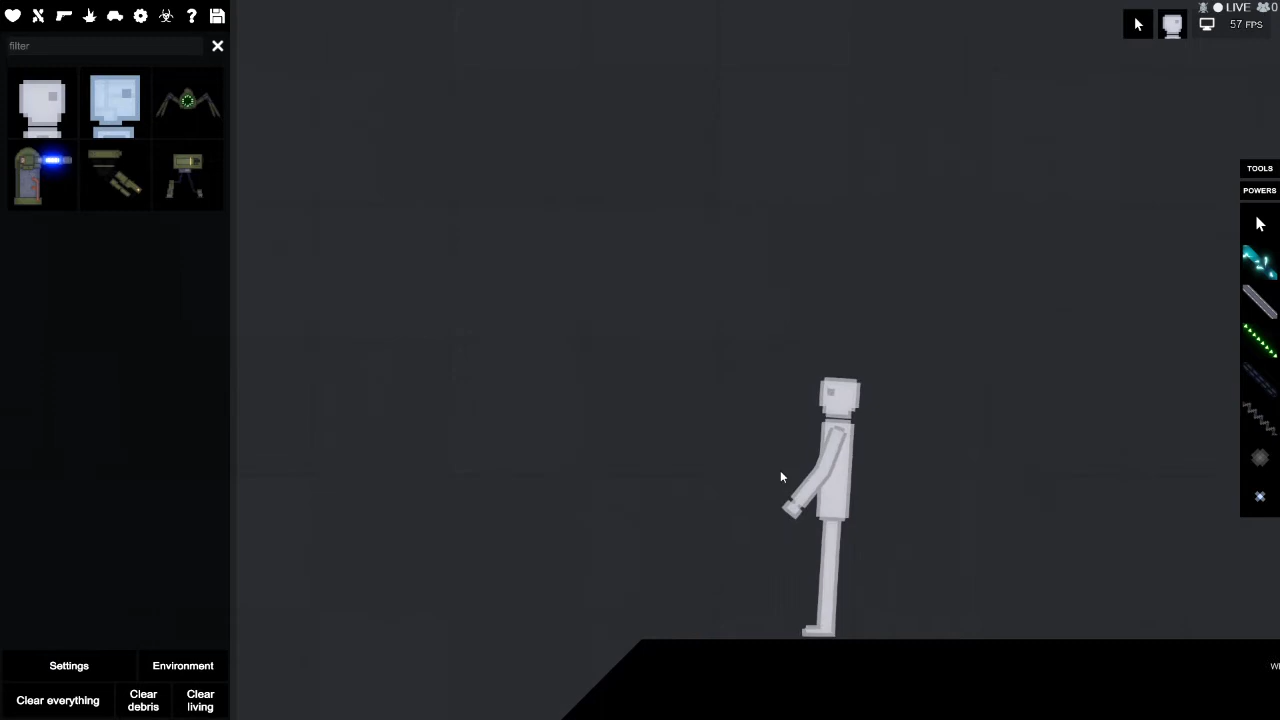 LIVE 0
57 FPS
filter
TOOLS
POWERS
Settings
Environment
Clear everything
Clear debris
Clear living